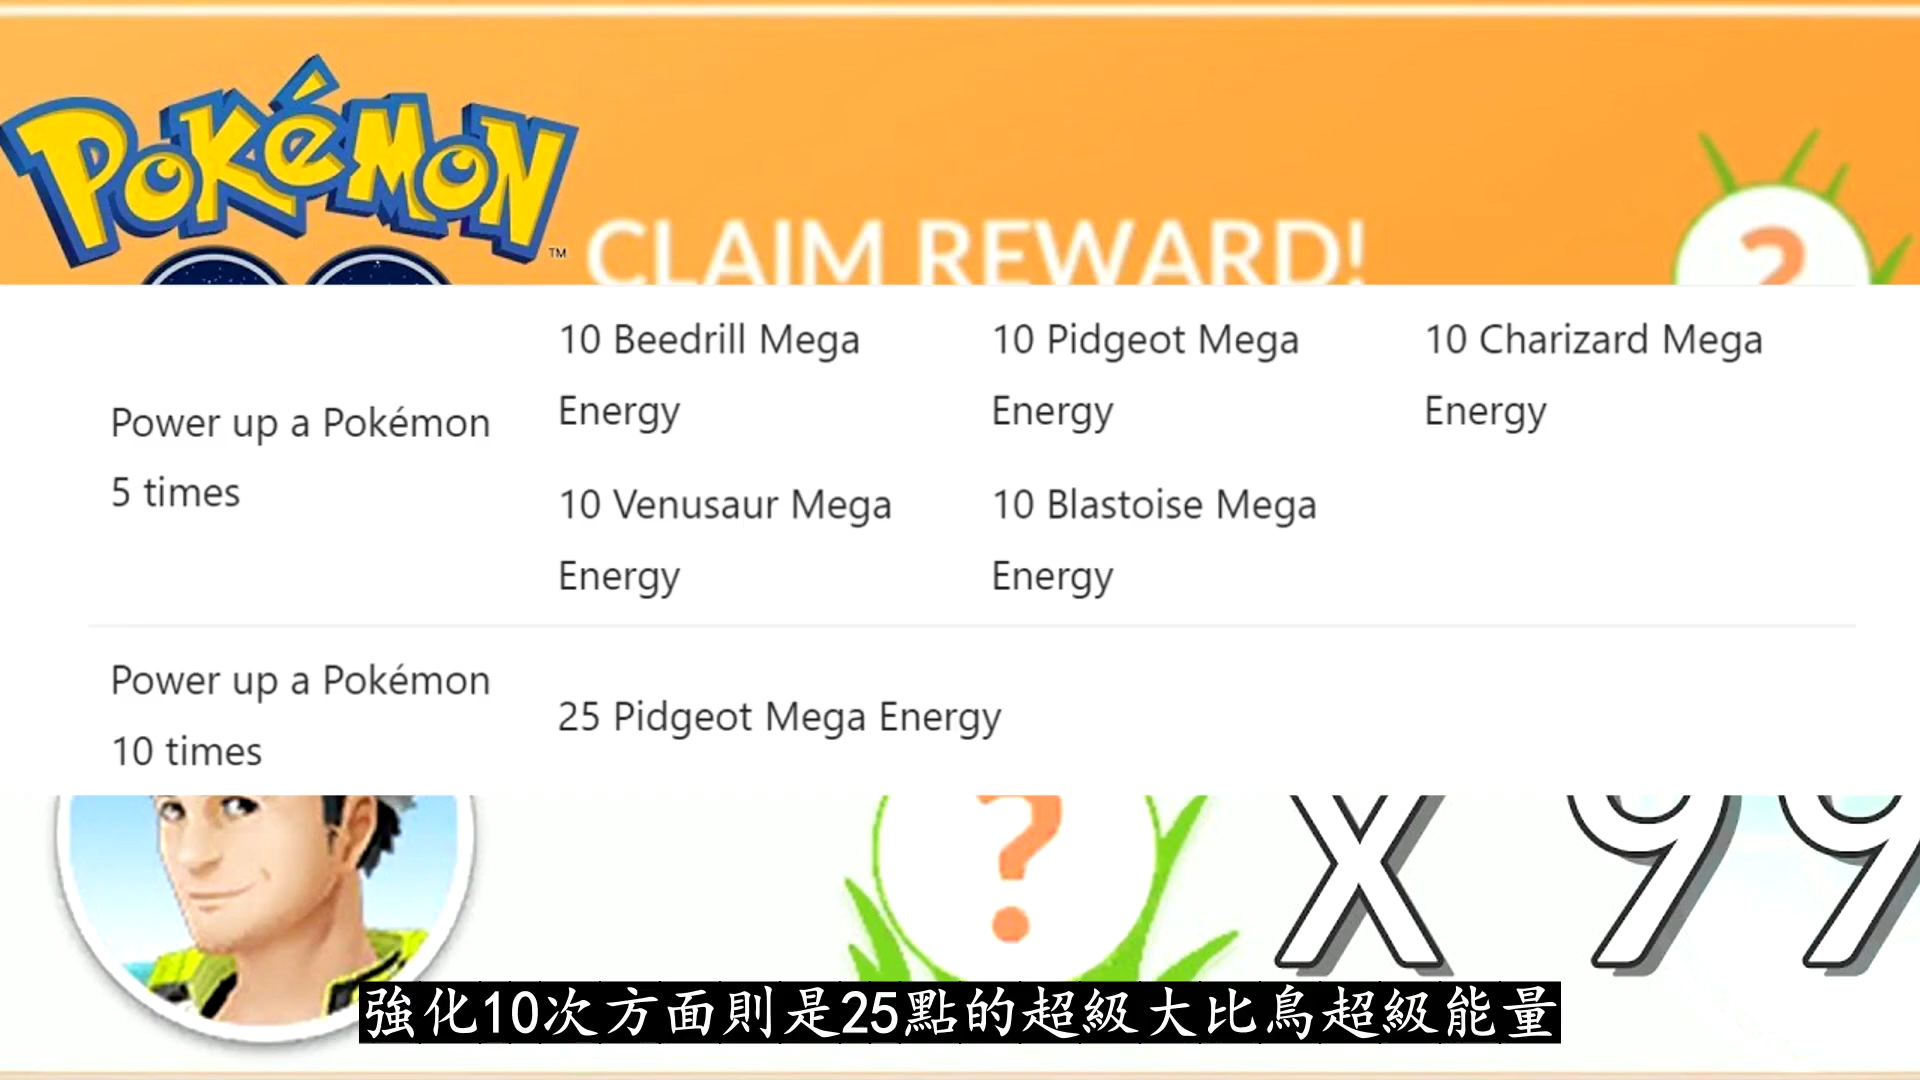 POKéMON
TM
CLAIM REWARD!
?
10 Beedrill Mega
Energy
10 Pidgeot Mega
Energy
10 Charizard Mega
Energy
Power up a Pokémon
5 times
10 Venusaur Mega
Energy
10 Blastoise Mega
Energy
Power up a Pokémon
10 times
25 Pidgeot Mega Energy
?
X 99
強化10次方面則是25點的超級大比鳥超級能量